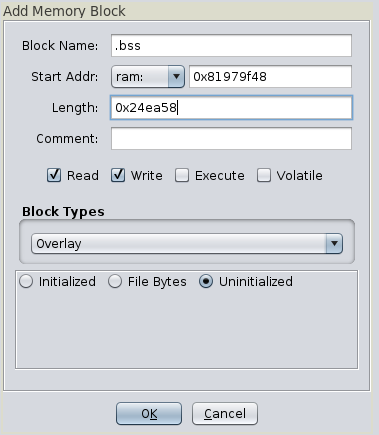 Add Memory Block
Block Name: .bss
Start Addr: ram: 0x81979f48
Length: 0x24ea58
Comment:
Read Write Execute Volatile
Block Types
Overlay
Initialized File Bytes Uninitialized
OK Cancel